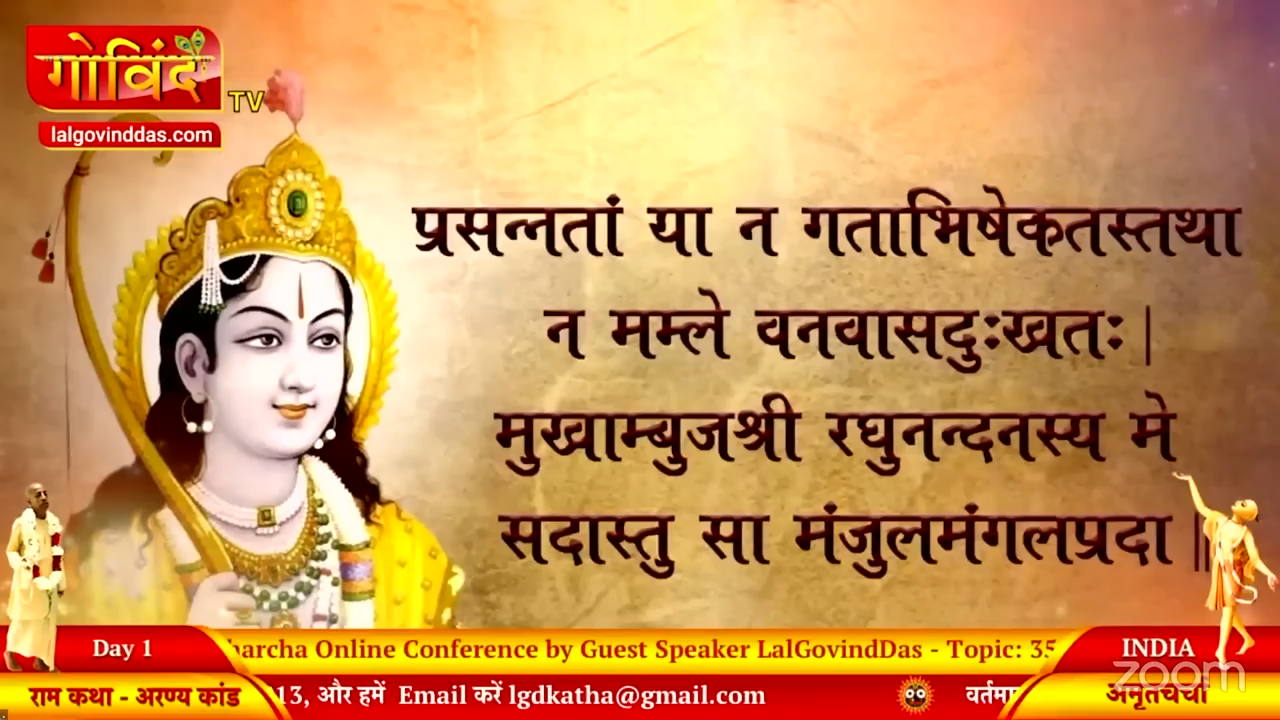 गोविंद
TV
lalgovinddas.com
प्रसन्नतां या न गताभिषेकतस्तथा
न मम्ले वनवासदुःखतः|
मुखाम्बुजश्री रघुनन्दनस्य मे
सदास्तु सा मंजुलमंगलप्रदा ||
Day 1
Online Conference by Guest Speaker LalGovindDas - Topic: 35
INDIA
राम कथा - अरण्य कांड
13, और हमें Email करें lgdkatha@gmail.com
zoom
अमृतचर्चा